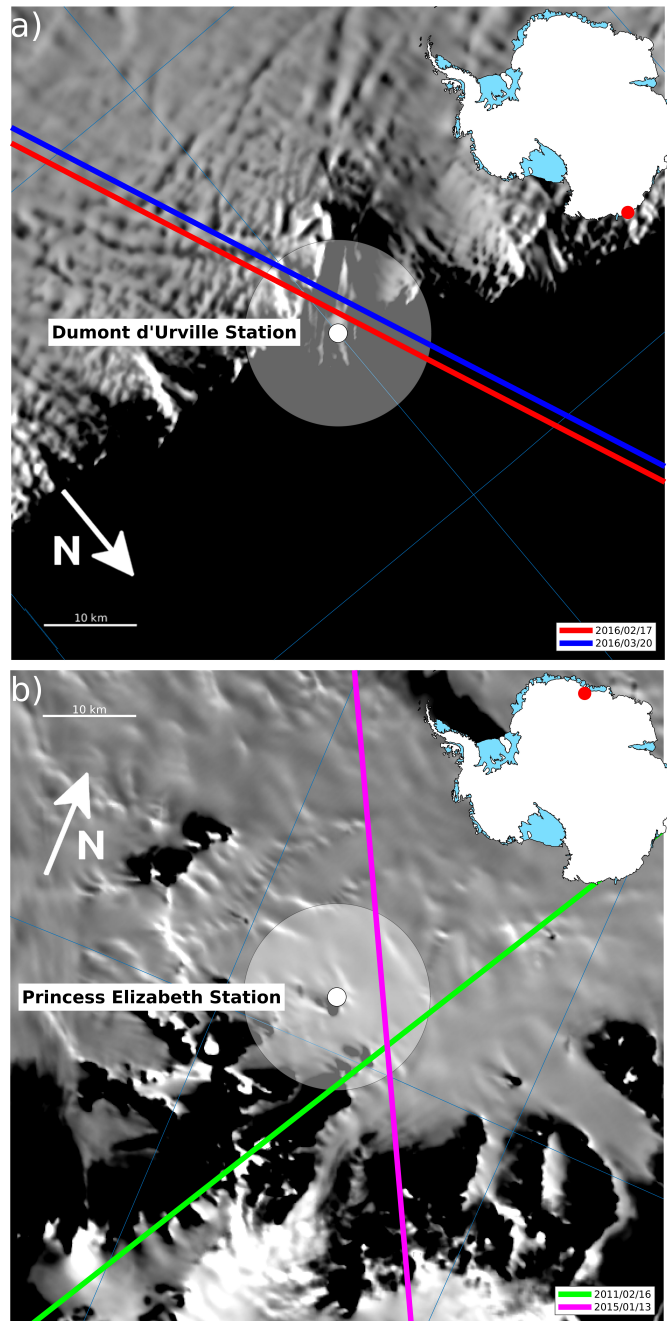 a)
Dumont d'Urville Station
N
10 km
2016/02/17
2016/03/20
b)
10 km
N
Princess Elizabeth Station
2011/02/16
2015/01/13